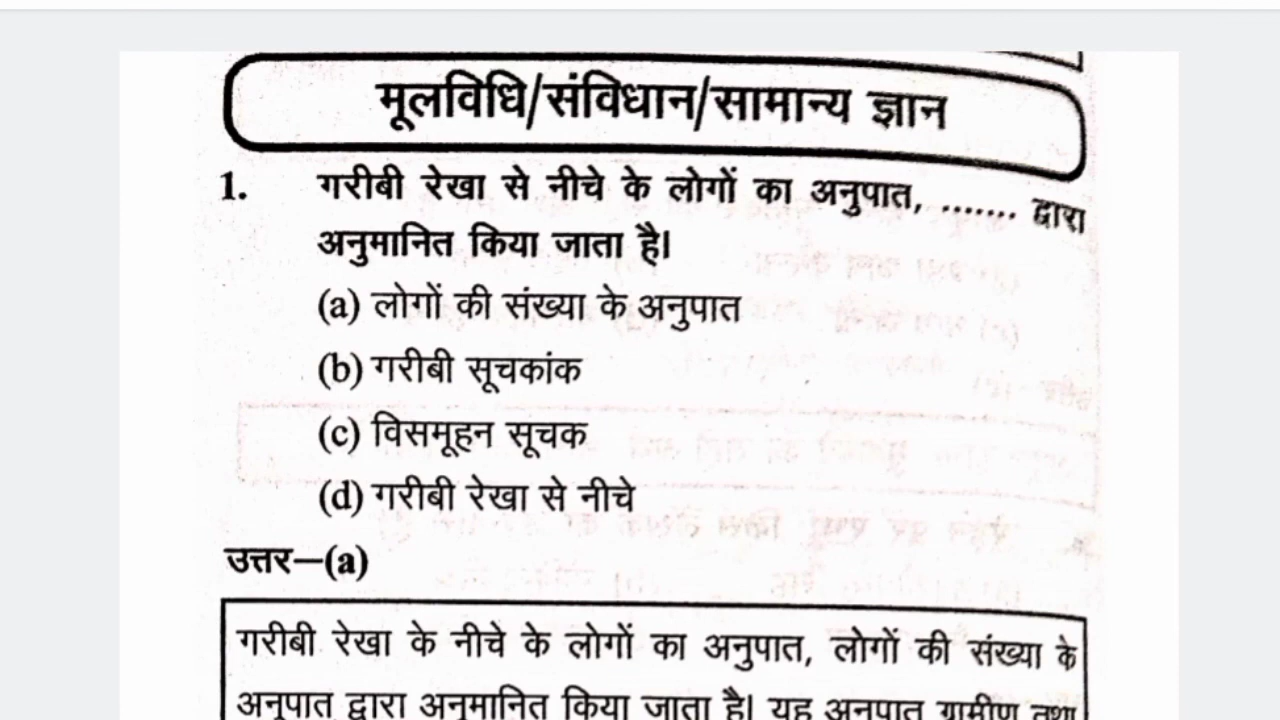 मूलविधि/संविधान/सामान्य ज्ञान
1. गरीबी रेखा से नीचे के लोगों का अनुपात, ....... द्वारा
अनुमानित किया जाता है।
(a) लोगों की संख्या के अनुपात
(b) गरीबी सूचकांक
(c) विसमूहन सूचक
(d) गरीबी रेखा से नीचे
उत्तर—(a)
गरीबी रेखा के नीचे के लोगों का अनुपात, लोगों की संख्या के
अनुपात द्वारा अनुमानित किया जाता है। यह अनुपात ग्रामीण तथा